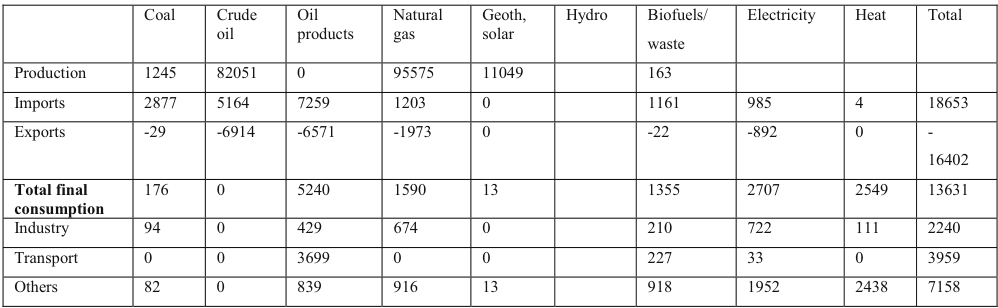 Coal Crude oil Oil products Natural gas Geoth, solar Hydro Biofuels/ waste Electricity Heat Total
Production 1245 82051 0 95575 11049 163
Imports 2877 5164 7259 1203 0 1161 985 4 18653
Exports -29 -6914 -6571 -1973 0 -22 -892 0 - 16402
Total final consumption 176 0 5240 1590 13 1355 2707 2549 13631
Industry 94 0 429 674 0 210 722 111 2240
Transport 0 0 3699 0 0 227 33 0 3959
Others 82 0 839 916 13 918 1952 2438 7158